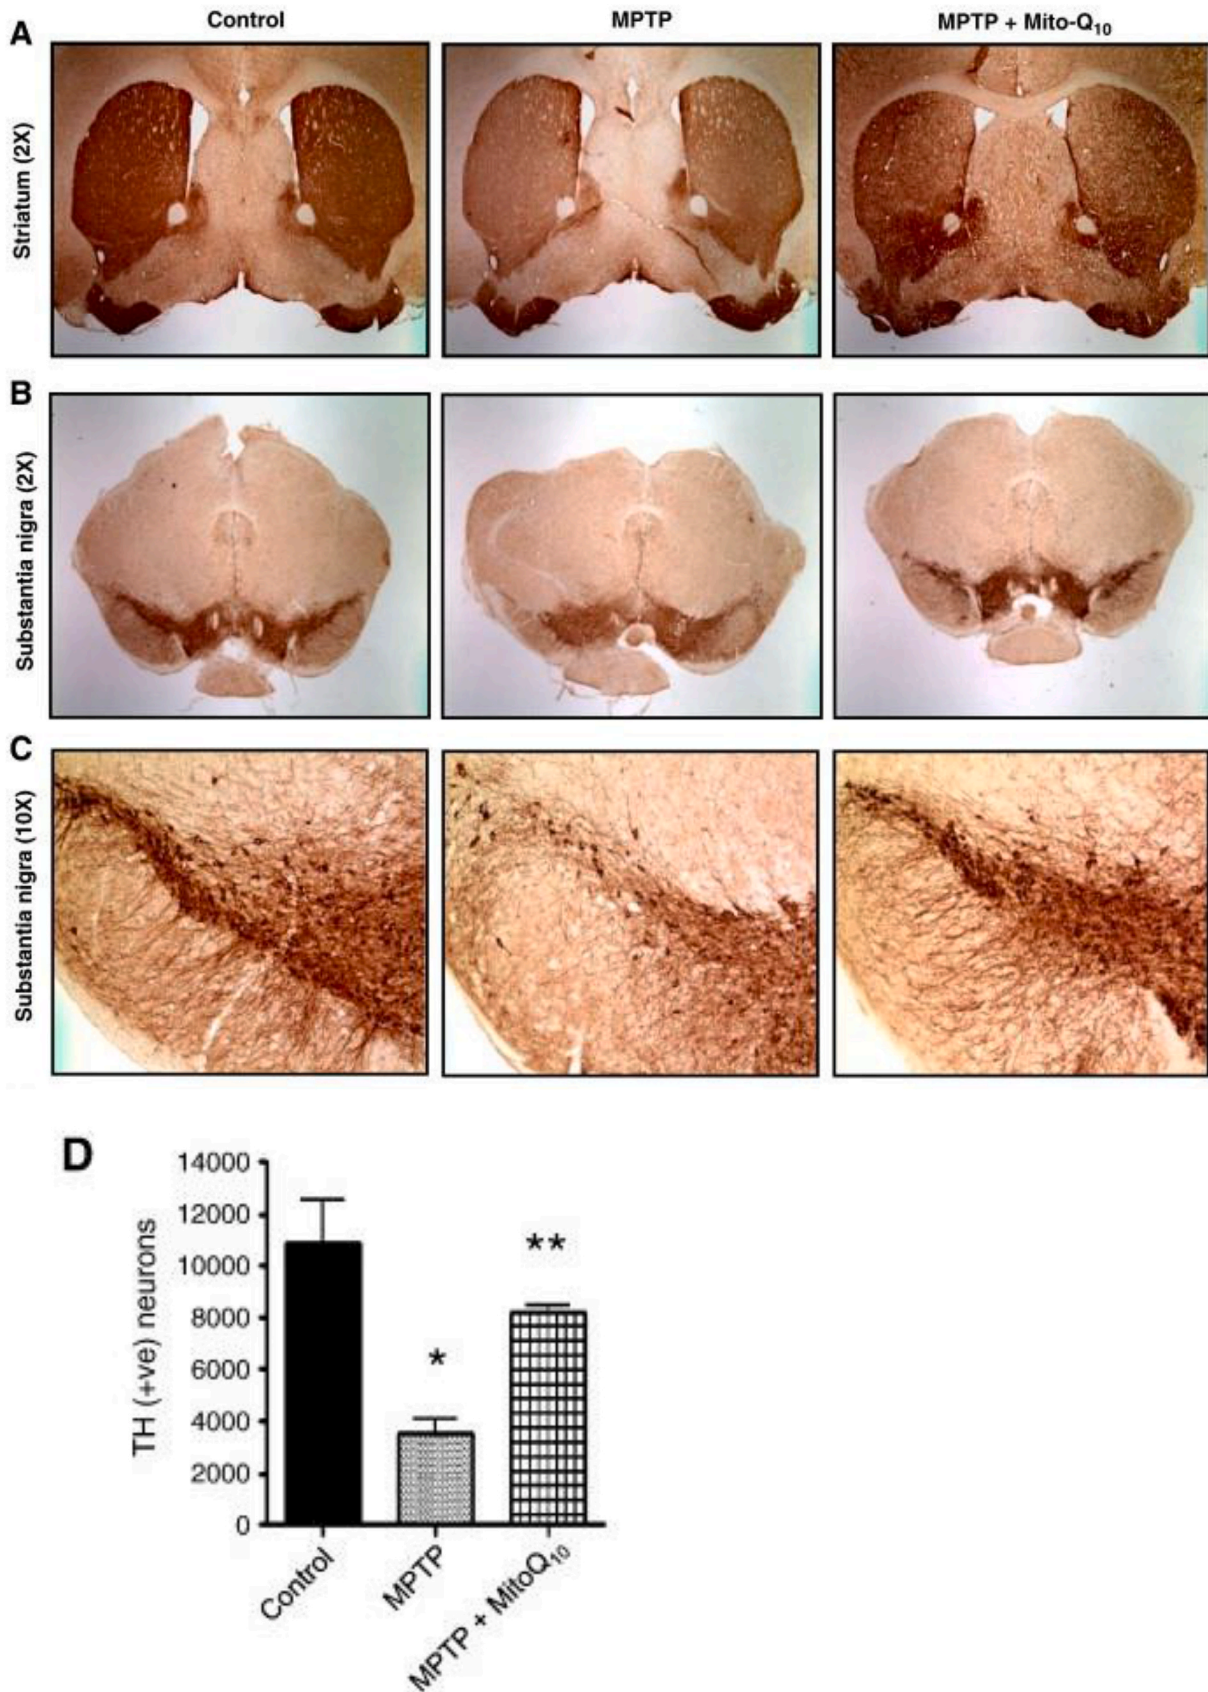 Control MPTP MPTP + Mito-Q₁₀
A
Striatum (2X)
B
Substantia nigra (2X)
C
Substantia nigra (10X)
D
TH (+ve) neurons
14000
12000
10000
8000
6000
4000
2000
0
*
**
Control
MPTP
MPTP + MitoQ₁₀